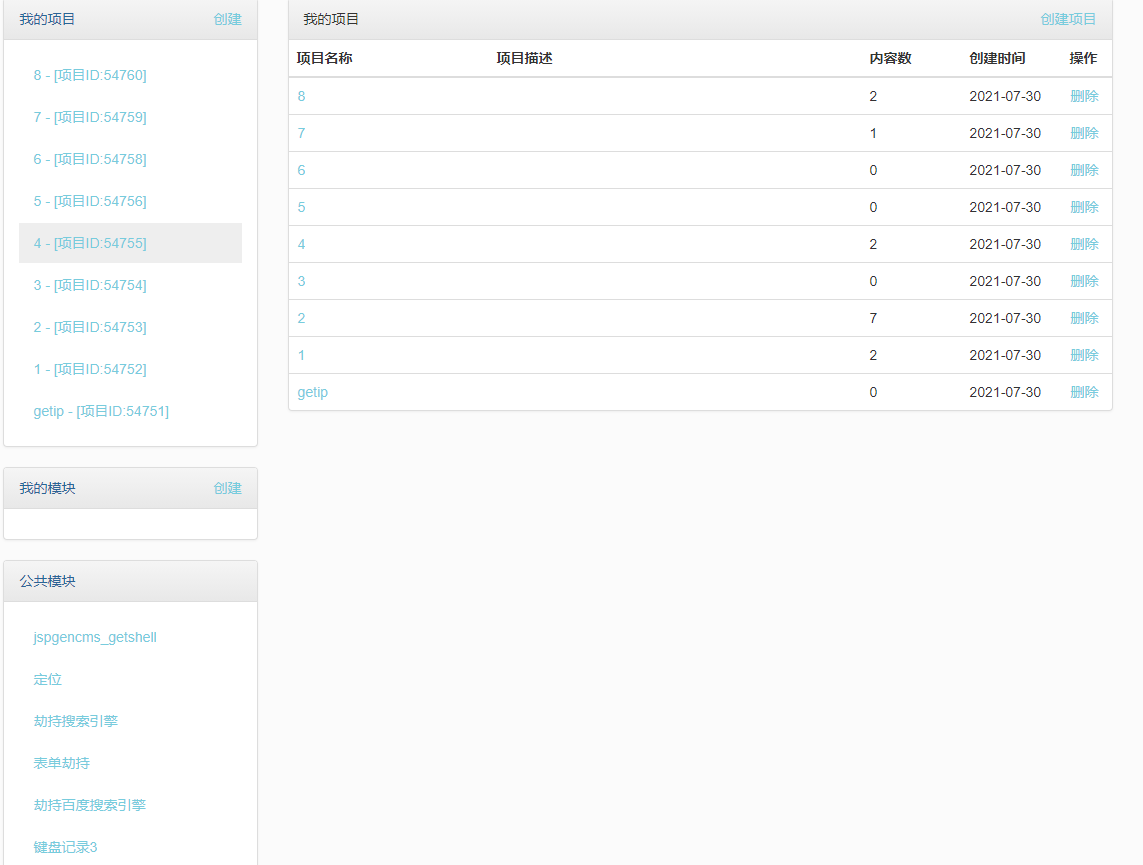 我的项目 创建
8 - [项目ID:54760]
7 - [项目ID:54759]
6 - [项目ID:54758]
5 - [项目ID:54756]
4 - [项目ID:54755]
3 - [项目ID:54754]
2 - [项目ID:54753]
1 - [项目ID:54752]
getip - [项目ID:54751]
我的模块 创建
公共模块
jspgencms_getshell
定位
劫持搜索引擎
表单劫持
劫持百度搜索引擎
键盘记录3
我的项目 创建项目
项目名称 项目描述 内容数 创建时间 操作
8 2 2021-07-30 删除
7 1 2021-07-30 删除
6 0 2021-07-30 删除
5 0 2021-07-30 删除
4 2 2021-07-30 删除
3 0 2021-07-30 删除
2 7 2021-07-30 删除
1 2 2021-07-30 删除
getip 0 2021-07-30 删除